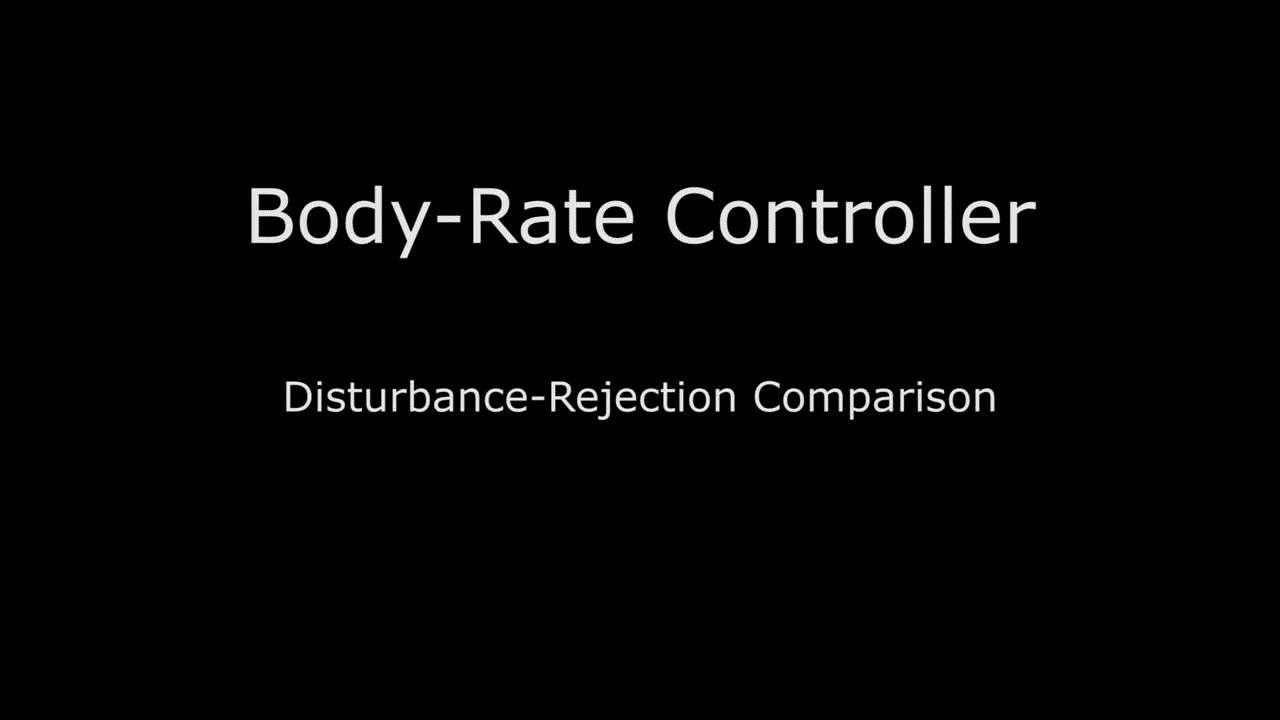 Body-Rate Controller
Disturbance-Rejection Comparison